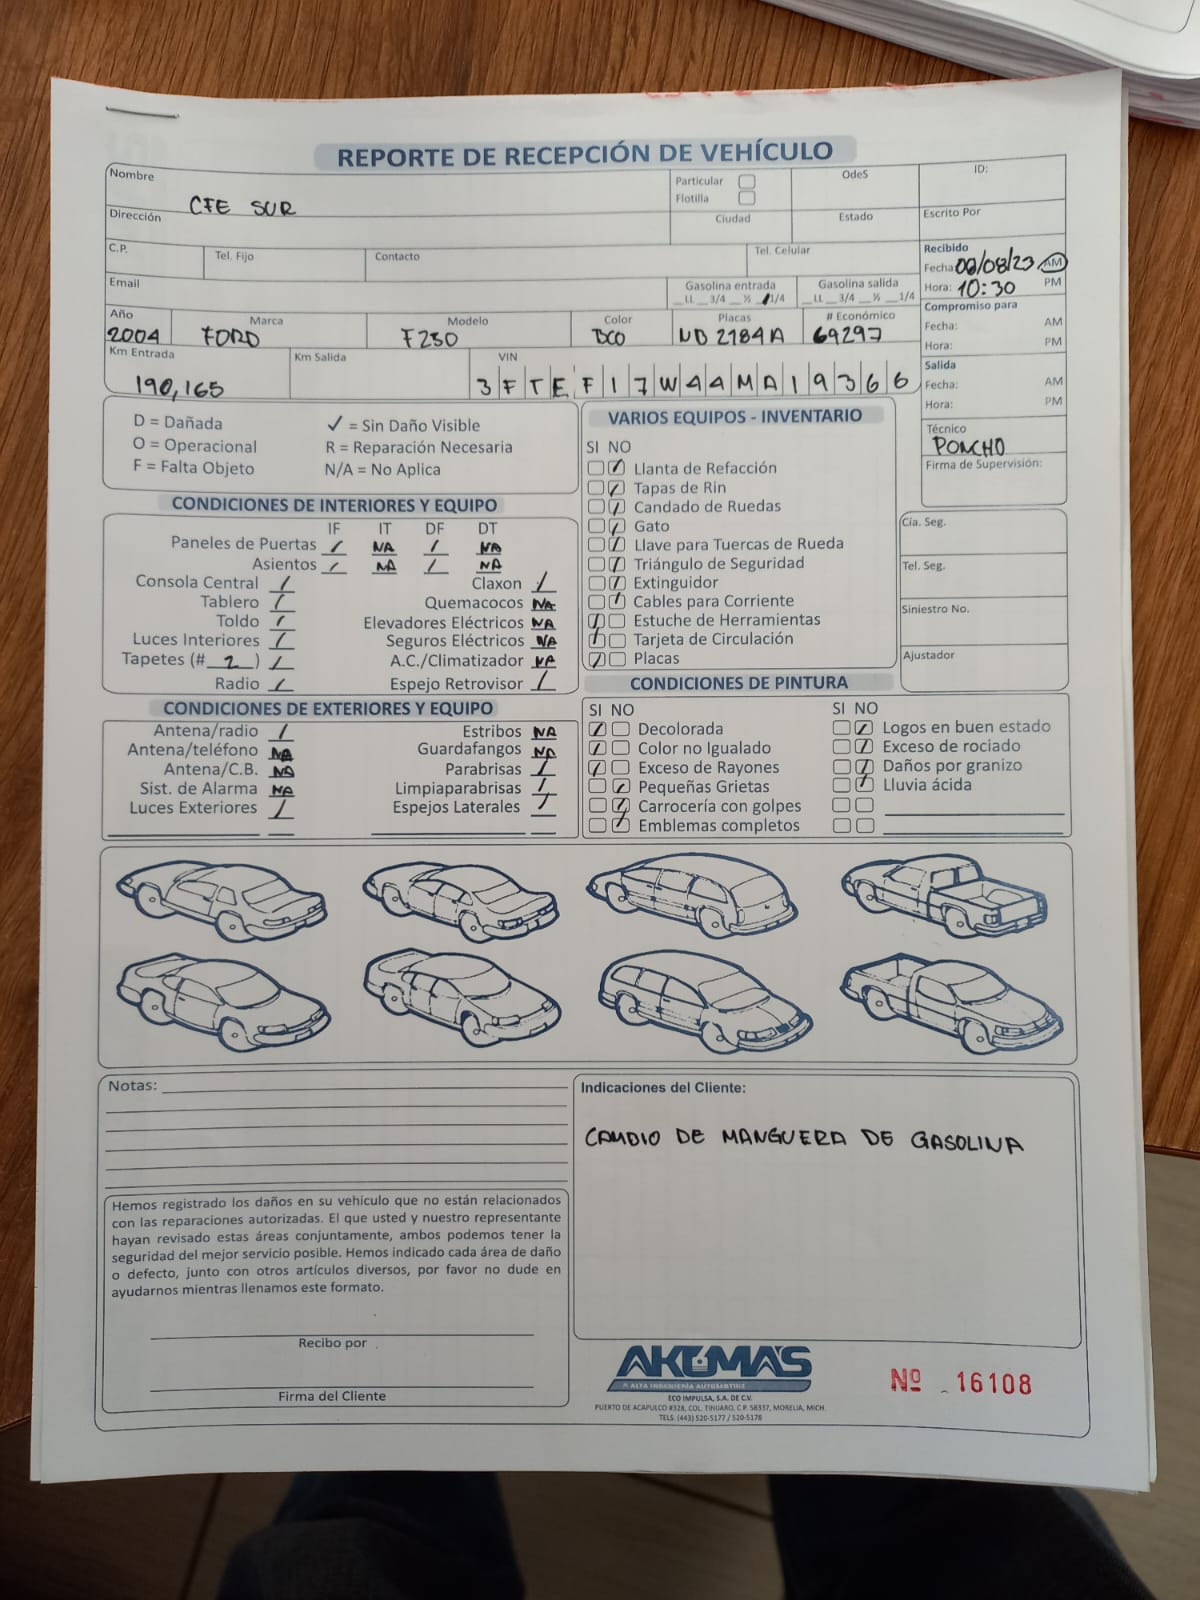 REPORTE DE RECEPCIÓN DE VEHÍCULO
Nombre CFE SUR
Particular
Flotilla
OdeS
ID:
Dirección
Ciudad
Estado
Escrito Por
C.P.
Tel. Fijo
Contacto
Tel. Celular
Recibido
Fecha 08/08/23 AM
Hora: 10:30 PM
Email
Gasolina entrada
__LL __3/4 __½ __1/4
Gasolina salida
__LL __3/4 __½ __1/4
Compromiso para
Fecha: AM
Hora: PM
Año
2004
Marca
FORD
Modelo
F250
Color
BCO
Placas
# Económico
69297
Km Entrada
190,165
Km Salida
VIN
3FTEF17W44MA19366
Salida
Fecha: AM
Hora: PM
Técnico
PONCHO
Firma de Supervisión:
D = Dañada
O = Operacional
F = Falta Objeto
✓ = Sin Daño Visible
R = Reparación Necesaria
N/A = No Aplica
CONDICIONES DE INTERIORES Y EQUIPO
IF IT DF DT
Paneles de Puertas / NA / NA
Asientos / NA / NA
Consola Central /
Tablero /
Toldo /
Luces Interiores /
Tapetes (# 2 ) /
Radio /
Claxon /
Quemacocos NA
Elevadores Eléctricos NA
Seguros Eléctricos NA
A.C./Climatizador NA
Espejo Retrovisor /
VARIOS EQUIPOS - INVENTARIO
SI NO
Llanta de Refacción
Tapas de Rin
Candado de Ruedas
Gato
Llave para Tuercas de Rueda
Triángulo de Seguridad
Extinguidor
Cables para Corriente
Estuche de Herramientas
Tarjeta de Circulación
Placas
Cía. Seg.
Tel. Seg.
Siniestro No.
Ajustador
CONDICIONES DE EXTERIORES Y EQUIPO
Antena/radio /
Antena/teléfono NA
Antena/C.B. NA
Sist. de Alarma NA
Luces Exteriores /
Estribos NA
Guardafangos NA
Parabrisas /
Limpiaparabrisas /
Espejos Laterales /
CONDICIONES DE PINTURA
SI NO
Decolorada
Color no Igualado
Exceso de Rayones
Pequeñas Grietas
Carrocería con golpes
Emblemas completos
SI NO
Logos en buen estado
Exceso de rociado
Daños por granizo
Lluvia ácida
Notas:
Hemos registrado los daños en su vehiculo que no están relacionados
con las reparaciones autorizadas. El que usted y nuestro representante
hayan revisado estas áreas conjuntamente, ambos podemos tener la
seguridad del mejor servicio posible. Hemos indicado cada área de daño
o defecto, junto con otros artículos diversos, por favor no dude en
ayudarnos mientras llenamos este formato.
Recibo por
Firma del Cliente
Indicaciones del Cliente:
CAMBIO DE MANGUERA DE GASOLINA
AKUMA'S
ALTA INGENIERÍA AUTOMOTRIZ
ECO IMPULSA, S.A. DE C.V.
PUERTO DE ACAPULCO #328, COL. TINIJARO, C.P. 58337, MORELIA, MICH.
TELS. (443) 520-5177 / 520-5178
Nº 16108